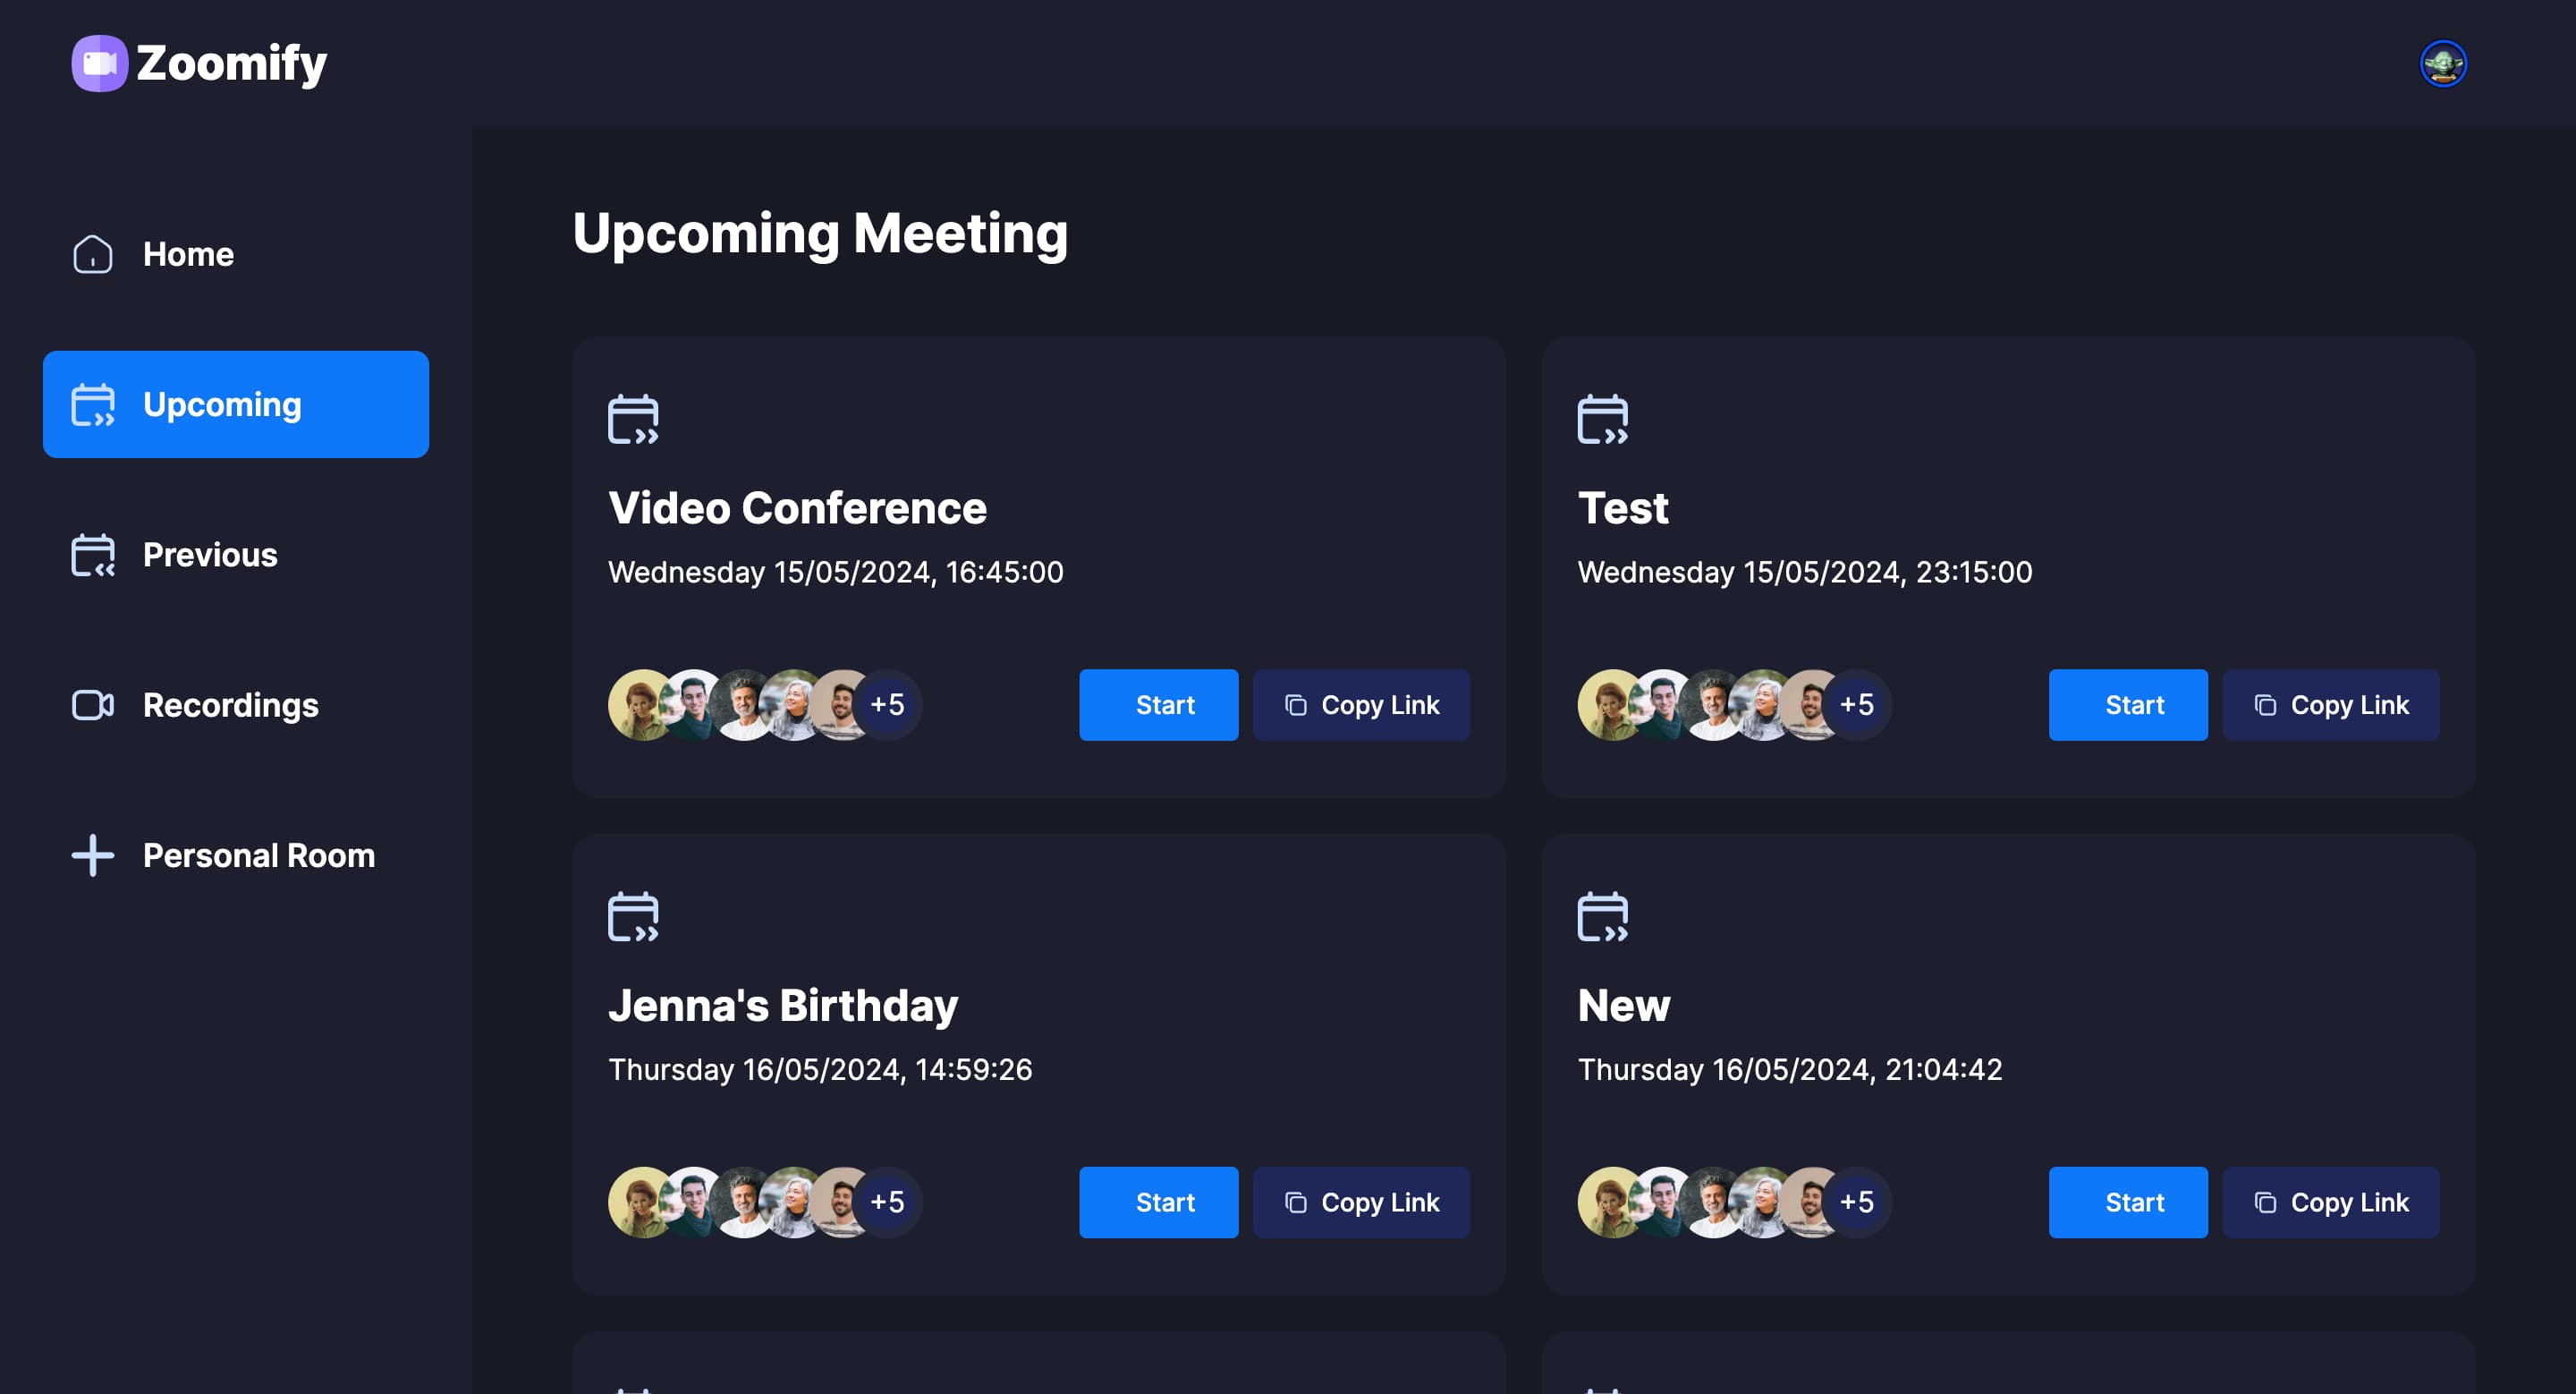 Zoomify
Home
Upcoming
Previous
Recordings
Personal Room
Upcoming Meeting
Video Conference
Wednesday 15/05/2024, 16:45:00
+5
Start
Copy Link
Test
Wednesday 15/05/2024, 23:15:00
+5
Start
Copy Link
Jenna's Birthday
Thursday 16/05/2024, 14:59:26
+5
Start
Copy Link
New
Thursday 16/05/2024, 21:04:42
+5
Start
Copy Link